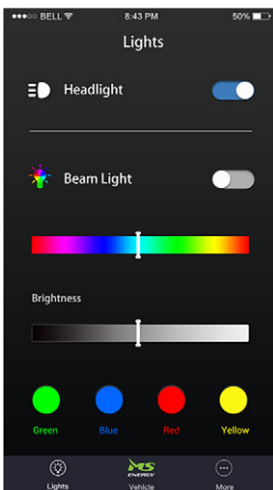 ●●●○○ BELL 8:43 PM 50%
Lights
Headlight
Beam Light
Brightness
Green Blue Red Yellow
MS
ENERGY
Lights Vehicle More